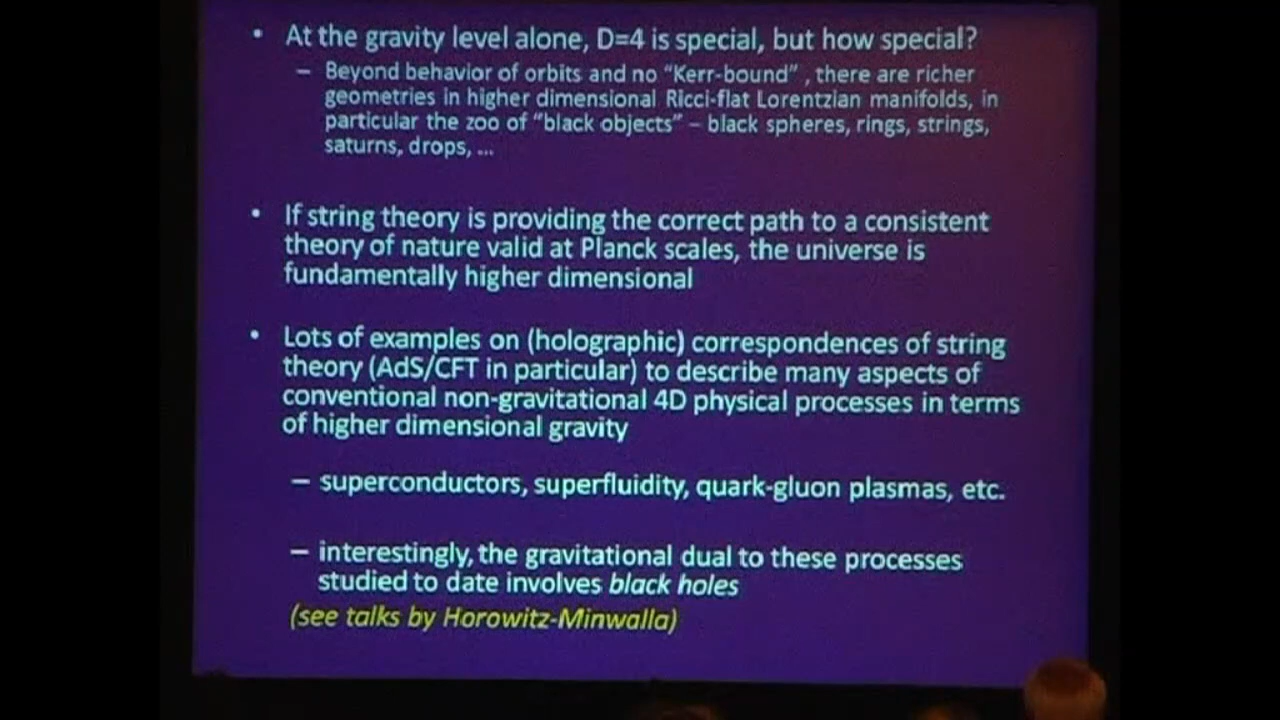 • At the gravity level alone, D=4 is special, but how special?
– Beyond behavior of orbits and no "Kerr-bound" , there are richer
geometries in higher dimensional Ricci-flat Lorentzian manifolds, in
particular the zoo of "black objects" – black spheres, rings, strings,
saturns, drops, ...
• If string theory is providing the correct path to a consistent
theory of nature valid at Planck scales, the universe is
fundamentally higher dimensional
• Lots of examples on (holographic) correspondences of string
theory (AdS/CFT in particular) to describe many aspects of
conventional non-gravitational 4D physical processes in terms
of higher dimensional gravity
– superconductors, superfluidity, quark-gluon plasmas, etc.
– interestingly, the gravitational dual to these processes
studied to date involves black holes
(see talks by Horowitz-Minwalla)